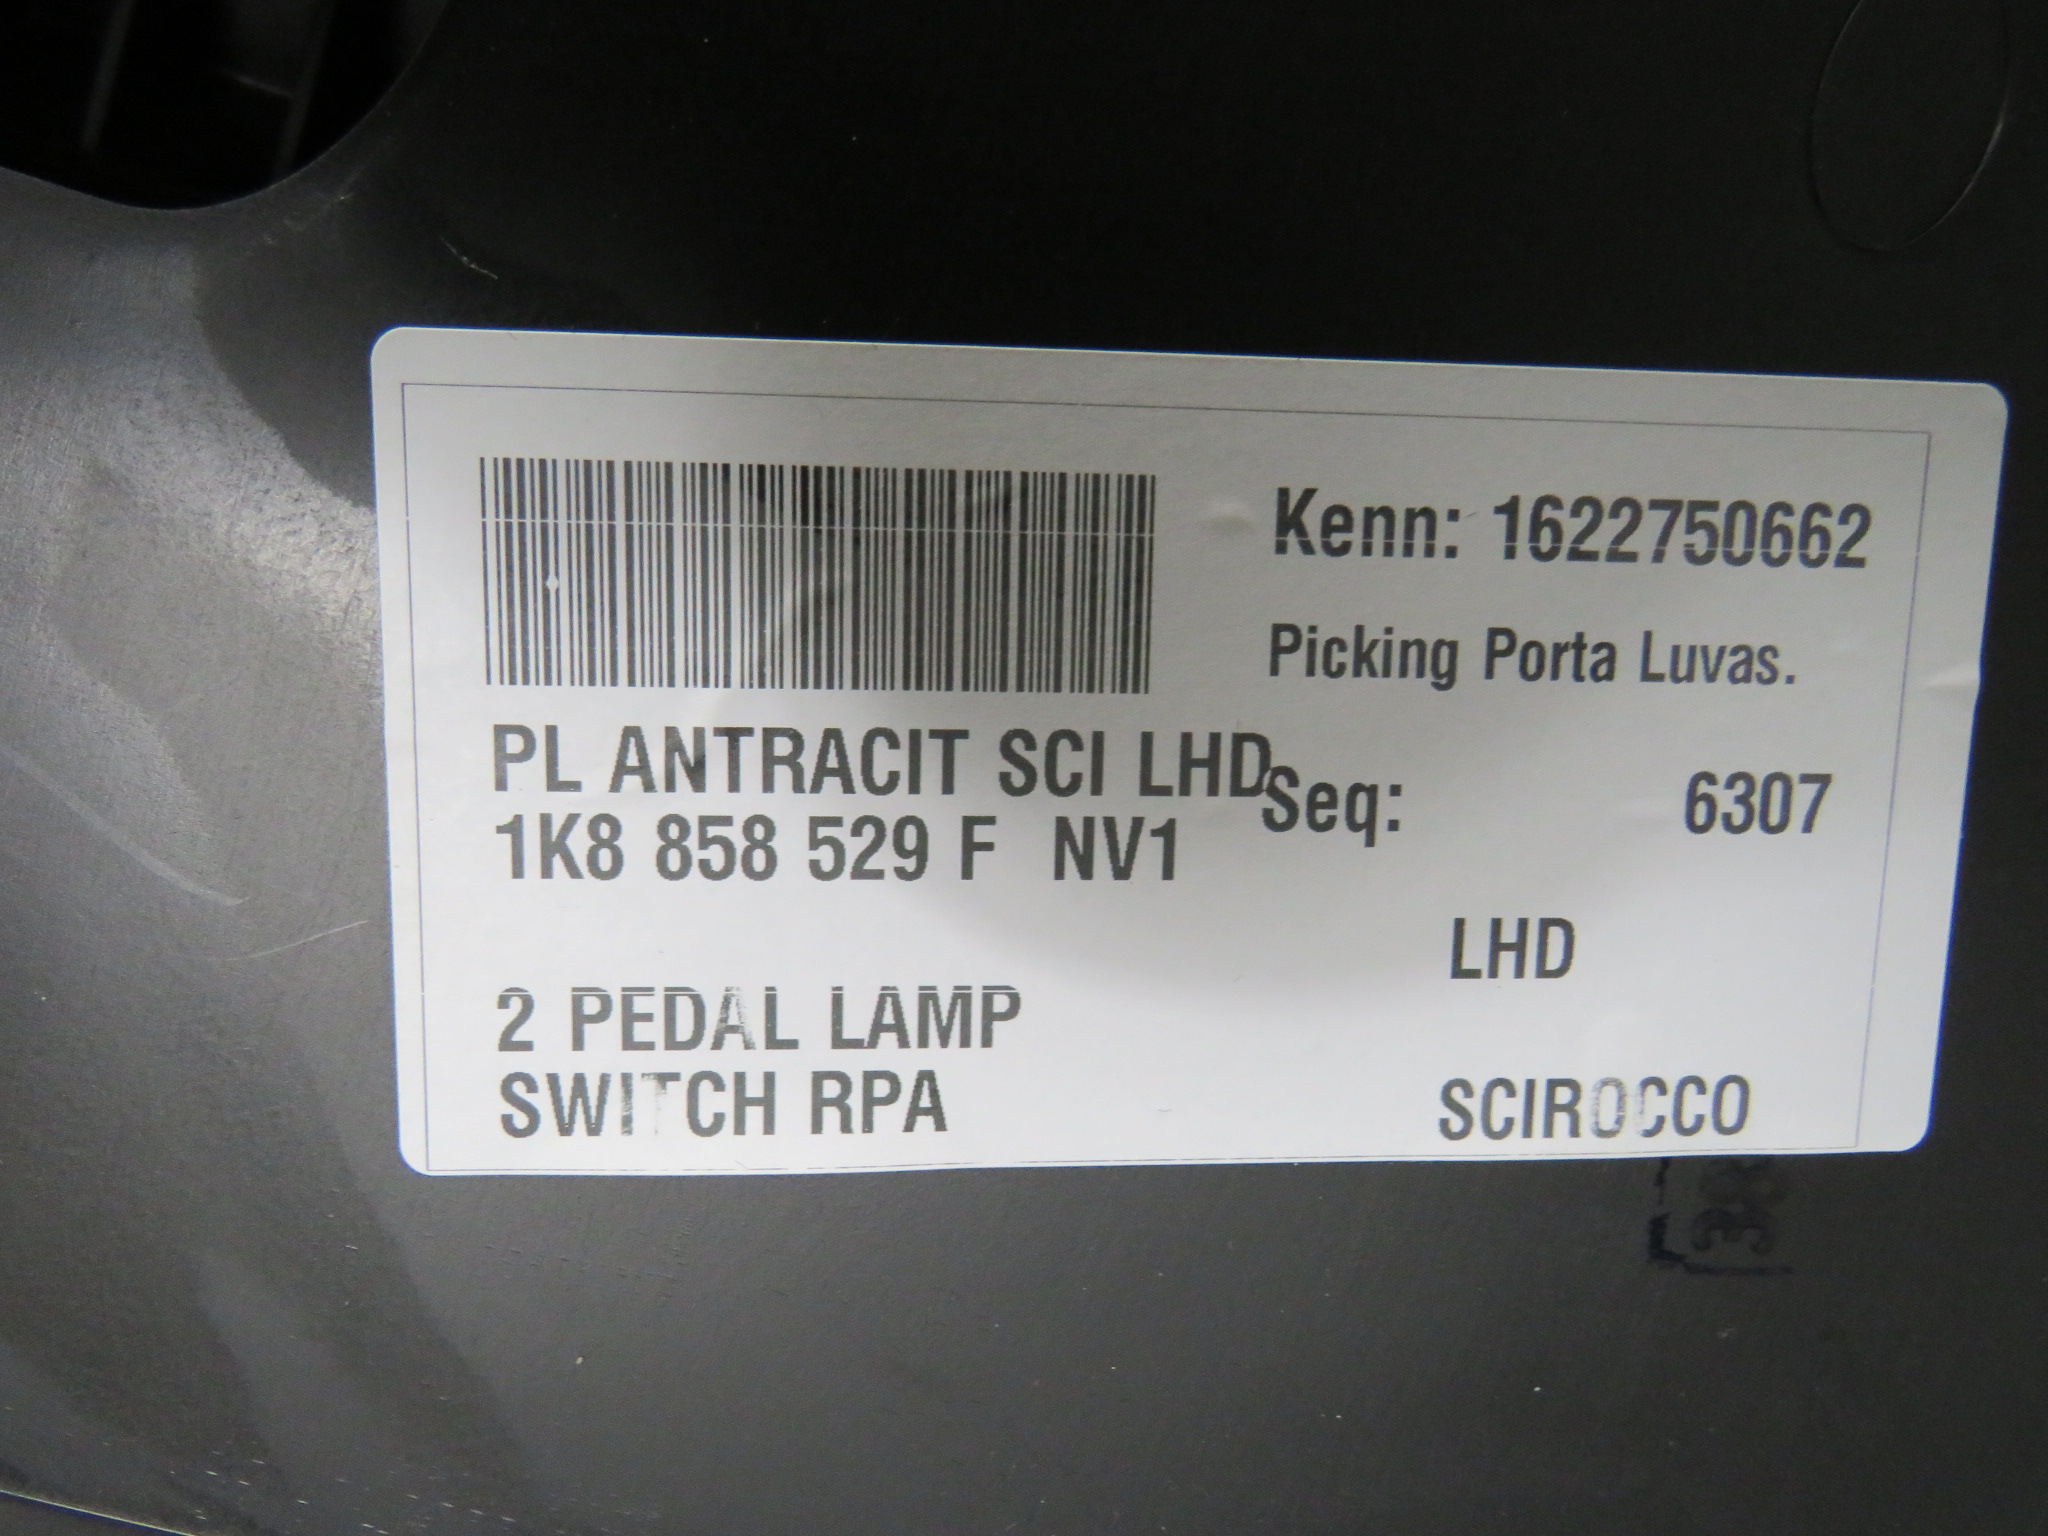 Kenn: 1622750662
Picking Porta Luvas.
PL ANTRACIT SCI LHD
Seq: 6307
1K8 858 529 F NV1
LHD
2 PEDAL LAMP
SWITCH RPA
SCIROCCO